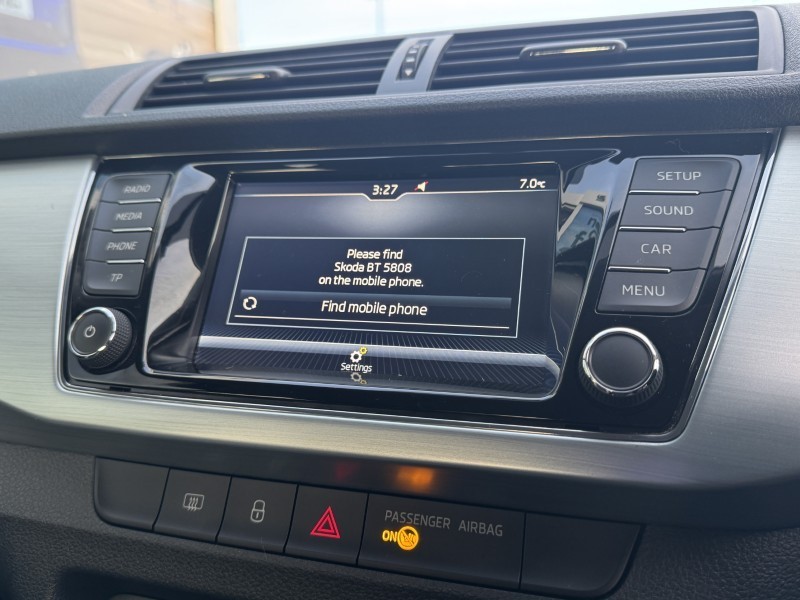 3:27
7.0°C
RADIO
MEDIA
PHONE
TP
Please find
Skoda BT 5808
on the mobile phone.
Find mobile phone
Settings
SETUP
SOUND
CAR
MENU
PASSENGER AIRBAG
ON